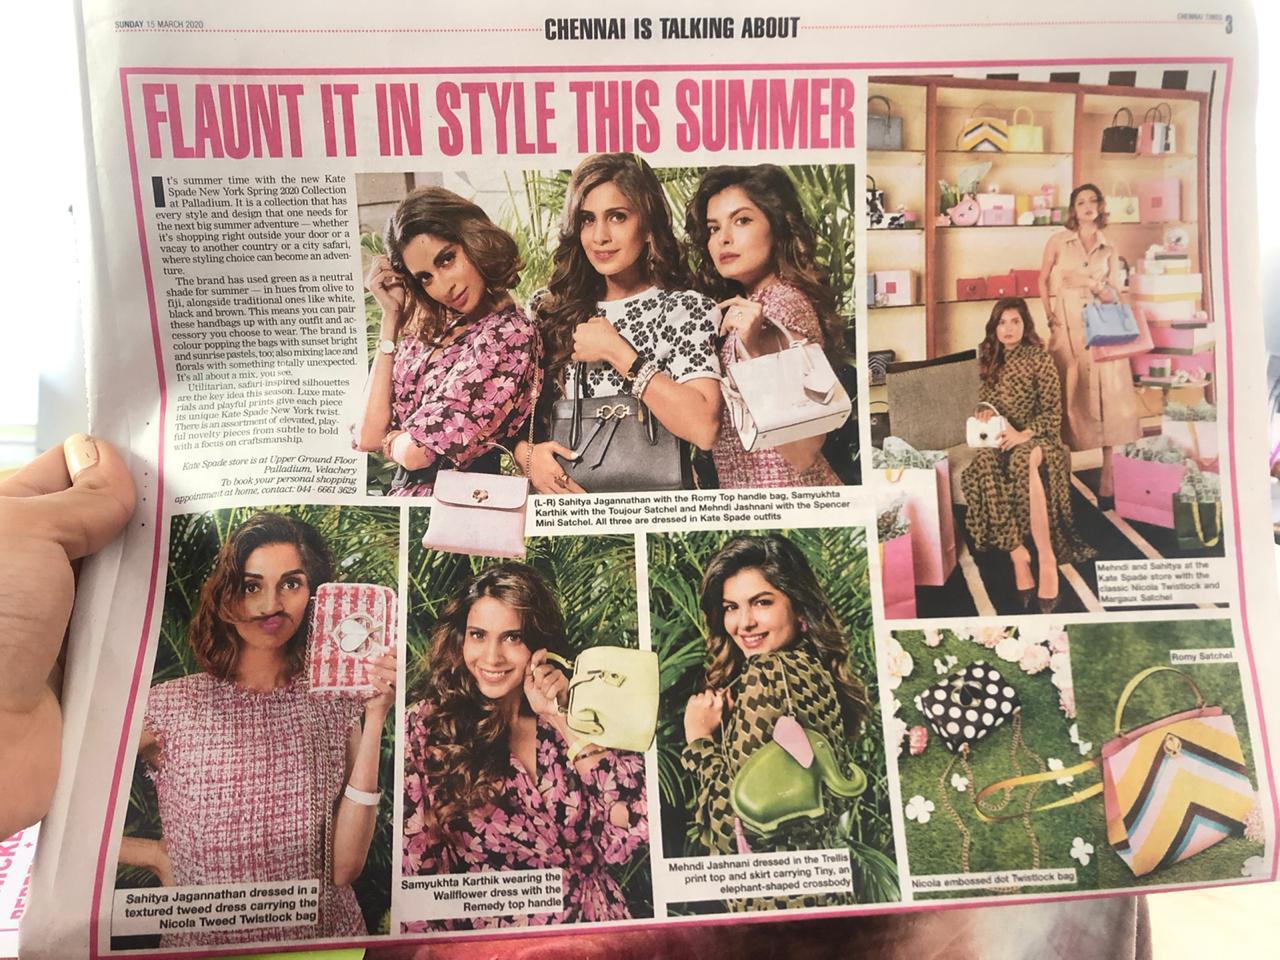 SUNDAY 15 MARCH 2020
CHENNAI IS TALKING ABOUT
CHENNAI TIMES 3
FLAUNT IT IN STYLE THIS SUMMER
It's summer time with the new Kate
Spade New York Spring 2020 Collection
at Palladium. It is a collection that has
every style and design that one needs for
the next big summer adventure — whether
it's shopping right outside your door or a
vacay to another country or a city safari,
where styling choice can become an adven-
ture.
The brand has used green as a neutral
shade for summer — in hues from olive to
fiji, alongside traditional ones like white,
black and brown. This means you can pair
these handbags up with any outfit and ac-
cessory you choose to wear. The brand is
colour popping the bags with sunset bright
and sunrise pastels, too; also mixing lace and
florals with something totally unexpected.
It's all about a mix, you see.
Utilitarian, safari-inspired silhouettes
are the key idea this season. Luxe mate-
rials and playful prints give each piece
its unique Kate Spade New York twist.
There is an assortment of elevated, play-
ful novelty pieces from subtle to bold
with a focus on craftsmanship.
Kate Spade store is at Upper Ground Floor
Palladium, Velachery
To book your personal shopping
appointment at home, contact: 044 - 6661 3629
(L-R) Sahitya Jagannathan with the Romy Top handle bag, Samyukhta
Karthik with the Toujour Satchel and Mehndi Jashnani with the Spencer
Mini Satchel. All three are dressed in Kate Spade outfits
Mehndi and Sahitya at the
Kate Spade store with the
classic Nicola Twistlock and
Margaux Satchel
Sahitya Jagannathan dressed in a
textured tweed dress carrying the
Nicola Tweed Twistlock bag
Samyukhta Karthik wearing the
Wallflower dress with the
Remedy top handle
Mehndi Jashnani dressed in the Trellis
print top and skirt carrying Tiny, an
elephant-shaped crossbody
Romy Satchel
Nicola embossed dot Twistlock bag